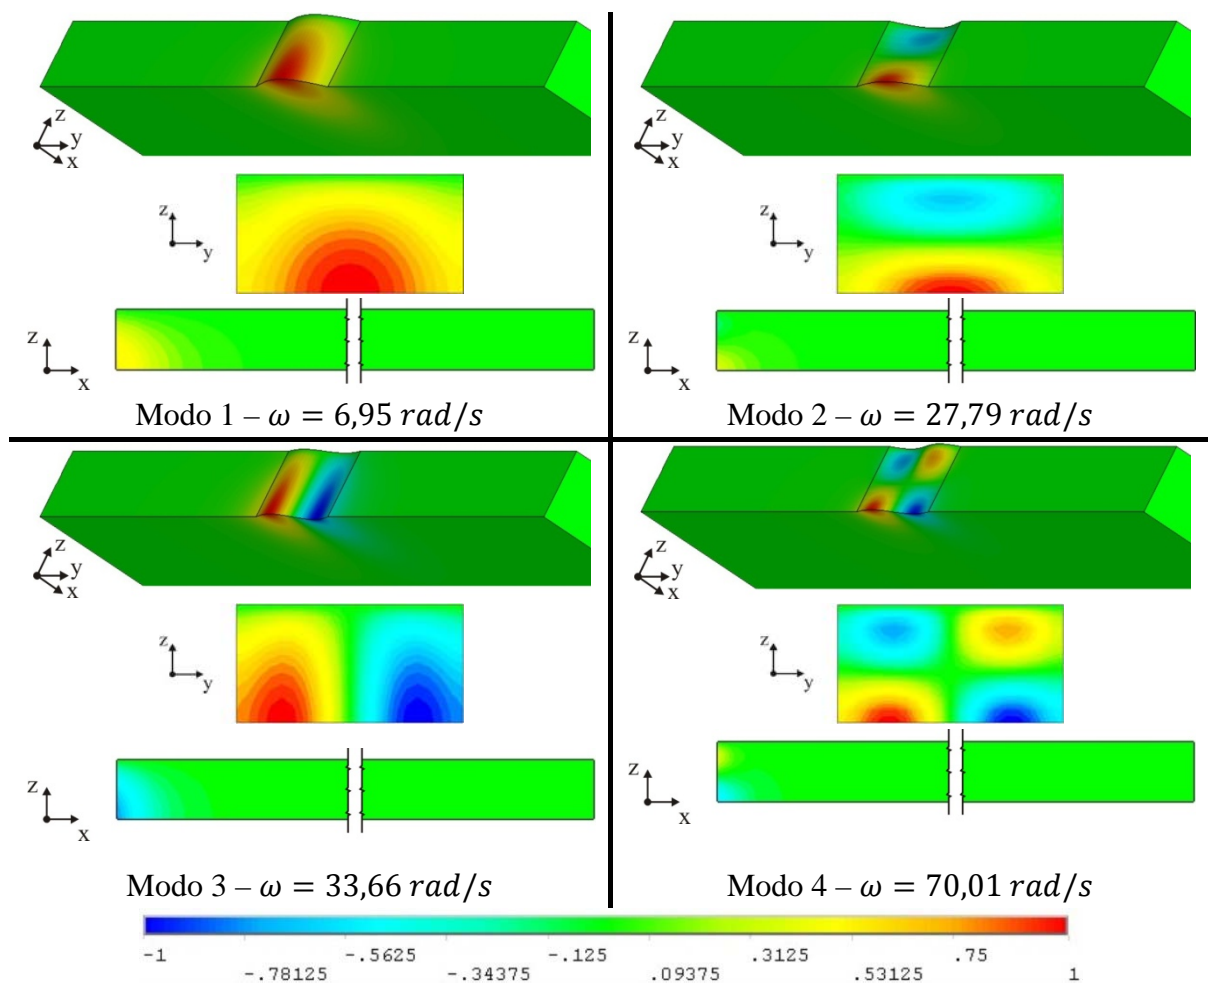 z
y
x
z
y
x
z
y
z
y
z
x
z
x
Modo 1 – ω = 6,95 rad/s
Modo 2 – ω = 27,79 rad/s
z
y
x
z
y
x
z
y
z
y
z
x
z
x
Modo 3 – ω = 33,66 rad/s
Modo 4 – ω = 70,01 rad/s
-1 -.5625 -.125 .3125 .75
-.78125 -.34375 .09375 .53125 1